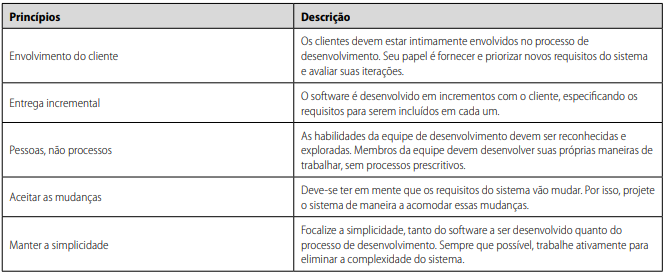 Princípios Descrição
Envolvimento do cliente
Os clientes devem estar intimamente envolvidos no processo de
desenvolvimento. Seu papel é fornecer e priorizar novos requisitos do sistema
e avaliar suas iterações.
Entrega incremental
O software é desenvolvido em incrementos com o cliente, especificando os
requisitos para serem incluídos em cada um.
Pessoas, não processos
As habilidades da equipe de desenvolvimento devem ser reconhecidas e
exploradas. Membros da equipe devem desenvolver suas próprias maneiras de
trabalhar, sem processos prescritivos.
Aceitar as mudanças
Deve-se ter em mente que os requisitos do sistema vão mudar. Por isso, projete
o sistema de maneira a acomodar essas mudanças.
Manter a simplicidade
Focalize a simplicidade, tanto do software a ser desenvolvido quanto do
processo de desenvolvimento. Sempre que possível, trabalhe ativamente para
eliminar a complexidade do sistema.